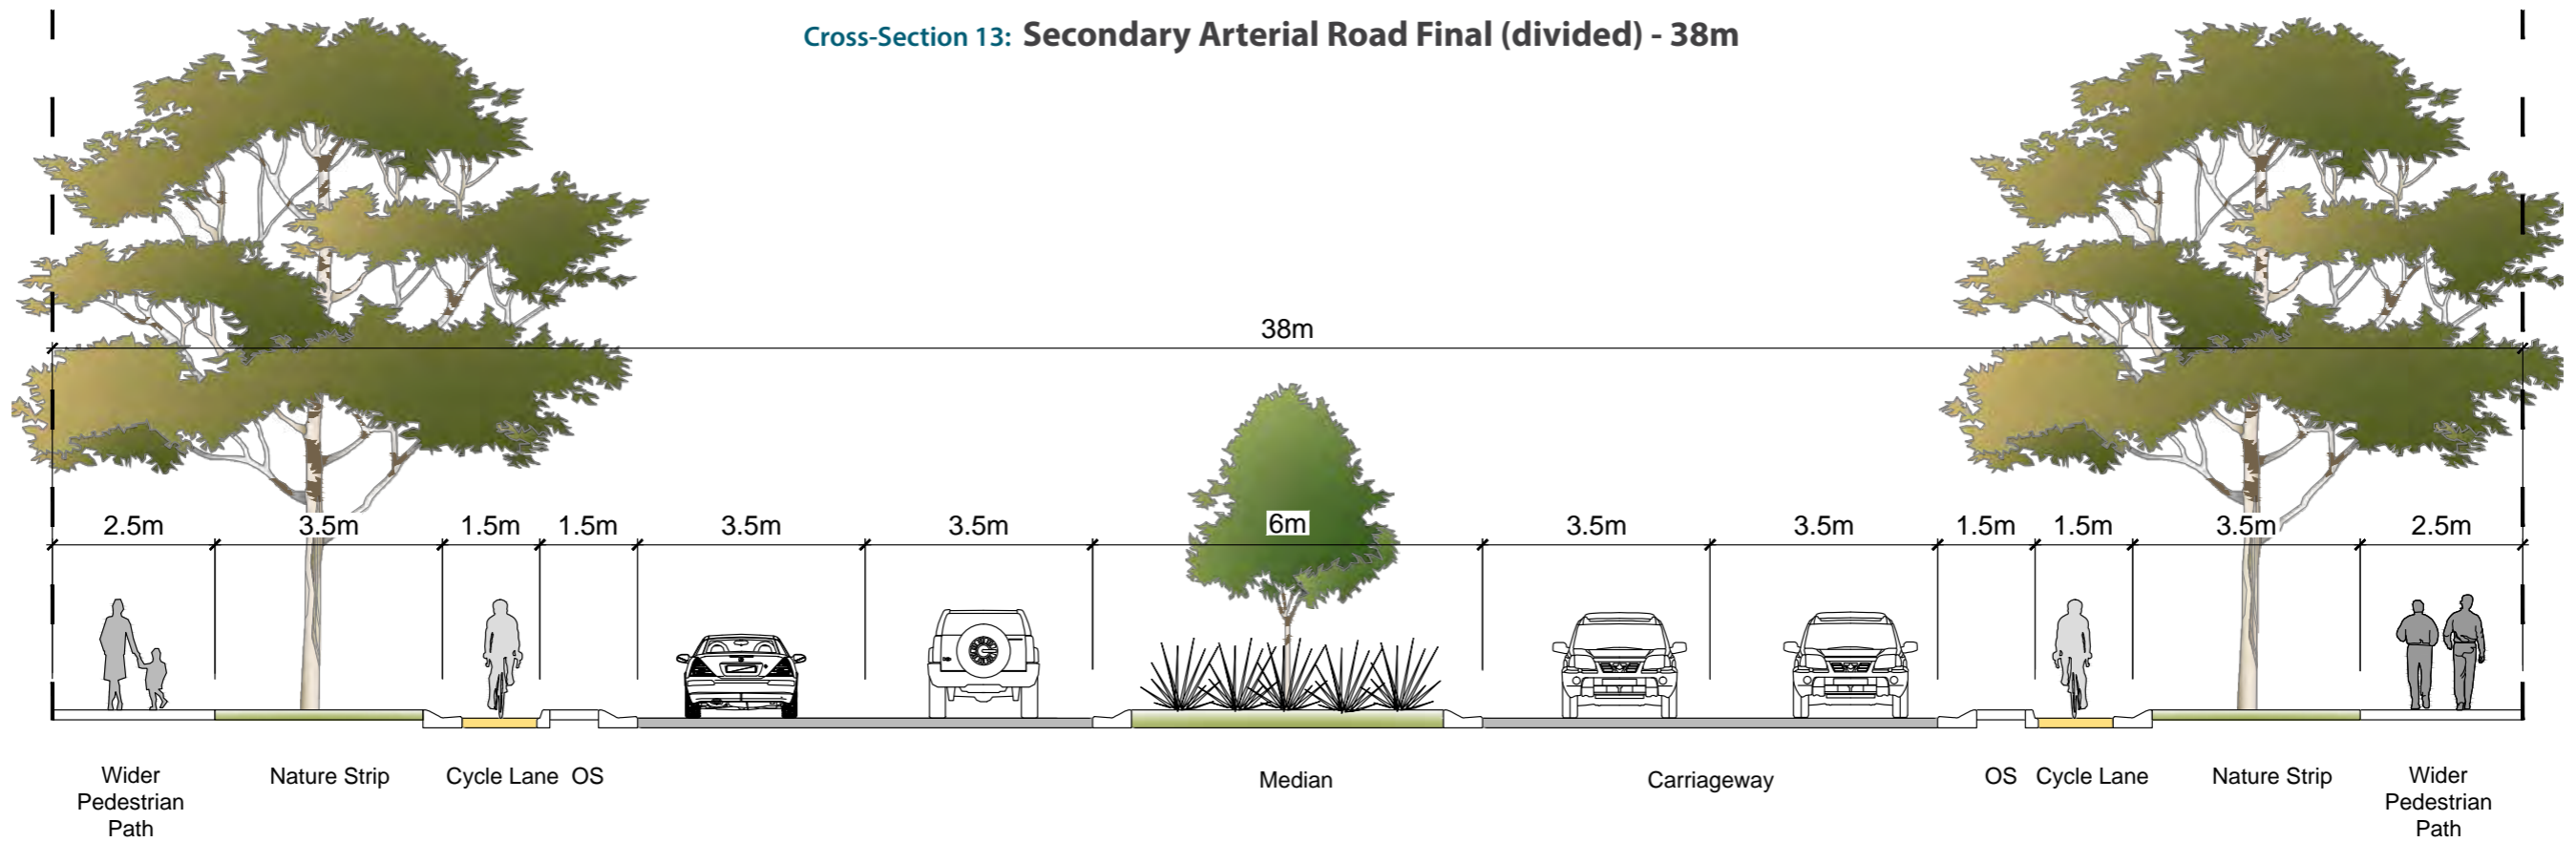 Cross-Section 13: Secondary Arterial Road Final (divided) - 38m
38m
2.5m 3.5m 1.5m 1.5m 3.5m 3.5m 6m 3.5m 3.5m 1.5m 1.5m 3.5m 2.5m
Wider
Pedestrian
Path
Nature Strip
Cycle Lane
OS
Median
Carriageway
OS
Cycle Lane
Nature Strip
Wider
Pedestrian
Path